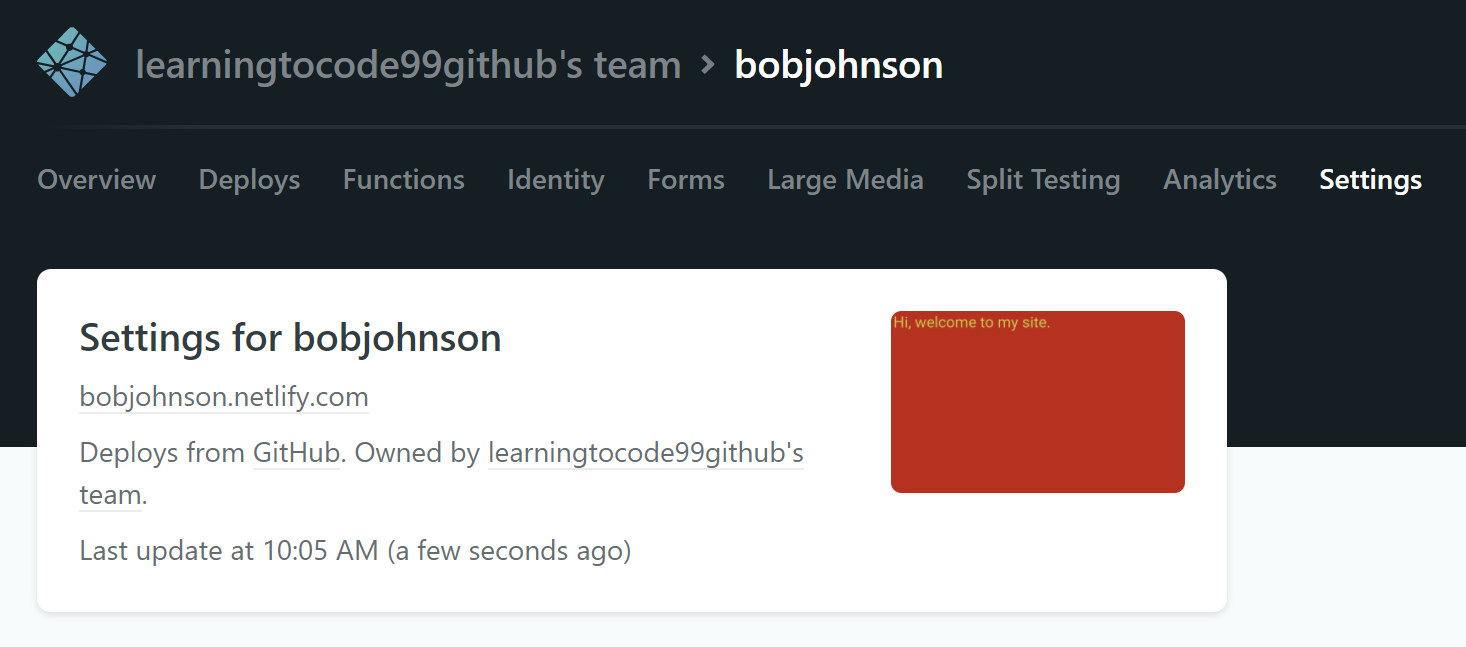 learningtocode99github's team > bobjohnson
Overview Deploys Functions Identity Forms Large Media Split Testing Analytics Settings
Settings for bobjohnson
Hi, welcome to my site.
bobjohnson.netlify.com
Deploys from GitHub. Owned by learningtocode99github's
team.
Last update at 10:05 AM (a few seconds ago)